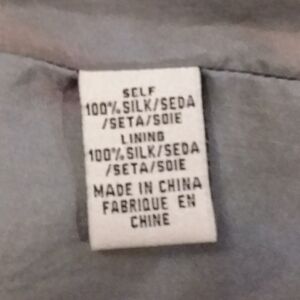 SELF
100% SILK/SEDA
/SETA/SOIE
LINING
100% SILK/SEDA
/SETA/SOIE
MADE IN CHINA
FABRIQUE EN
CHINE